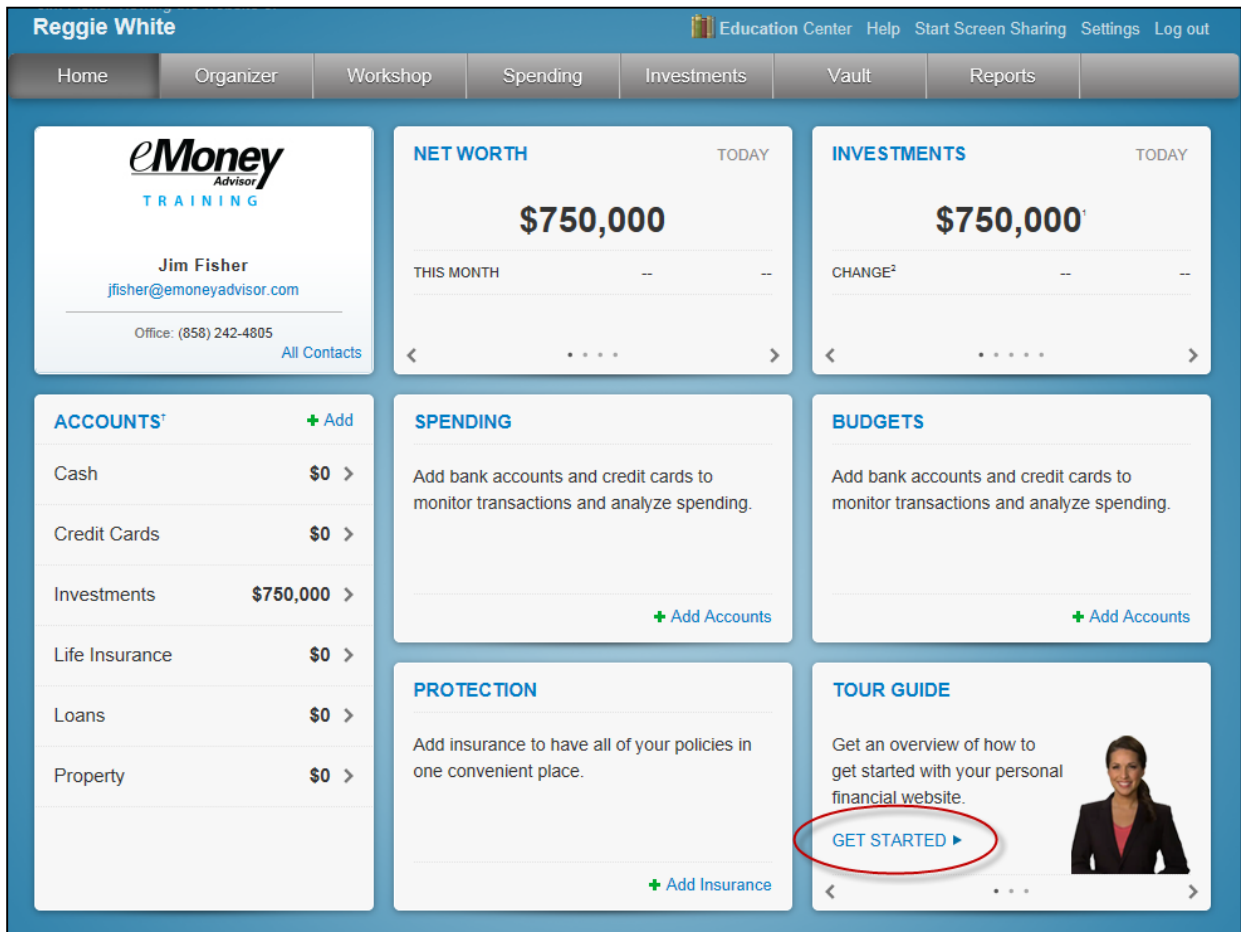 Reggie White
Education Center Help Start Screen Sharing Settings Log out
Home Organizer Workshop Spending Investments Vault Reports
eMoney
Advisor
TRAINING
Jim Fisher
jfisher@emoneyadvisor.com
Office: (858) 242-4805
All Contacts
NET WORTH TODAY
$750,000
THIS MONTH -- --
INVESTMENTS TODAY
$750,000†
CHANGE² -- --
ACCOUNTS† + Add
Cash $0
Credit Cards $0
Investments $750,000
Life Insurance $0
Loans $0
Property $0
SPENDING
Add bank accounts and credit cards to
monitor transactions and analyze spending.
+ Add Accounts
BUDGETS
Add bank accounts and credit cards to
monitor transactions and analyze spending.
+ Add Accounts
PROTECTION
Add insurance to have all of your policies in
one convenient place.
+ Add Insurance
TOUR GUIDE
Get an overview of how to
get started with your personal
financial website.
GET STARTED